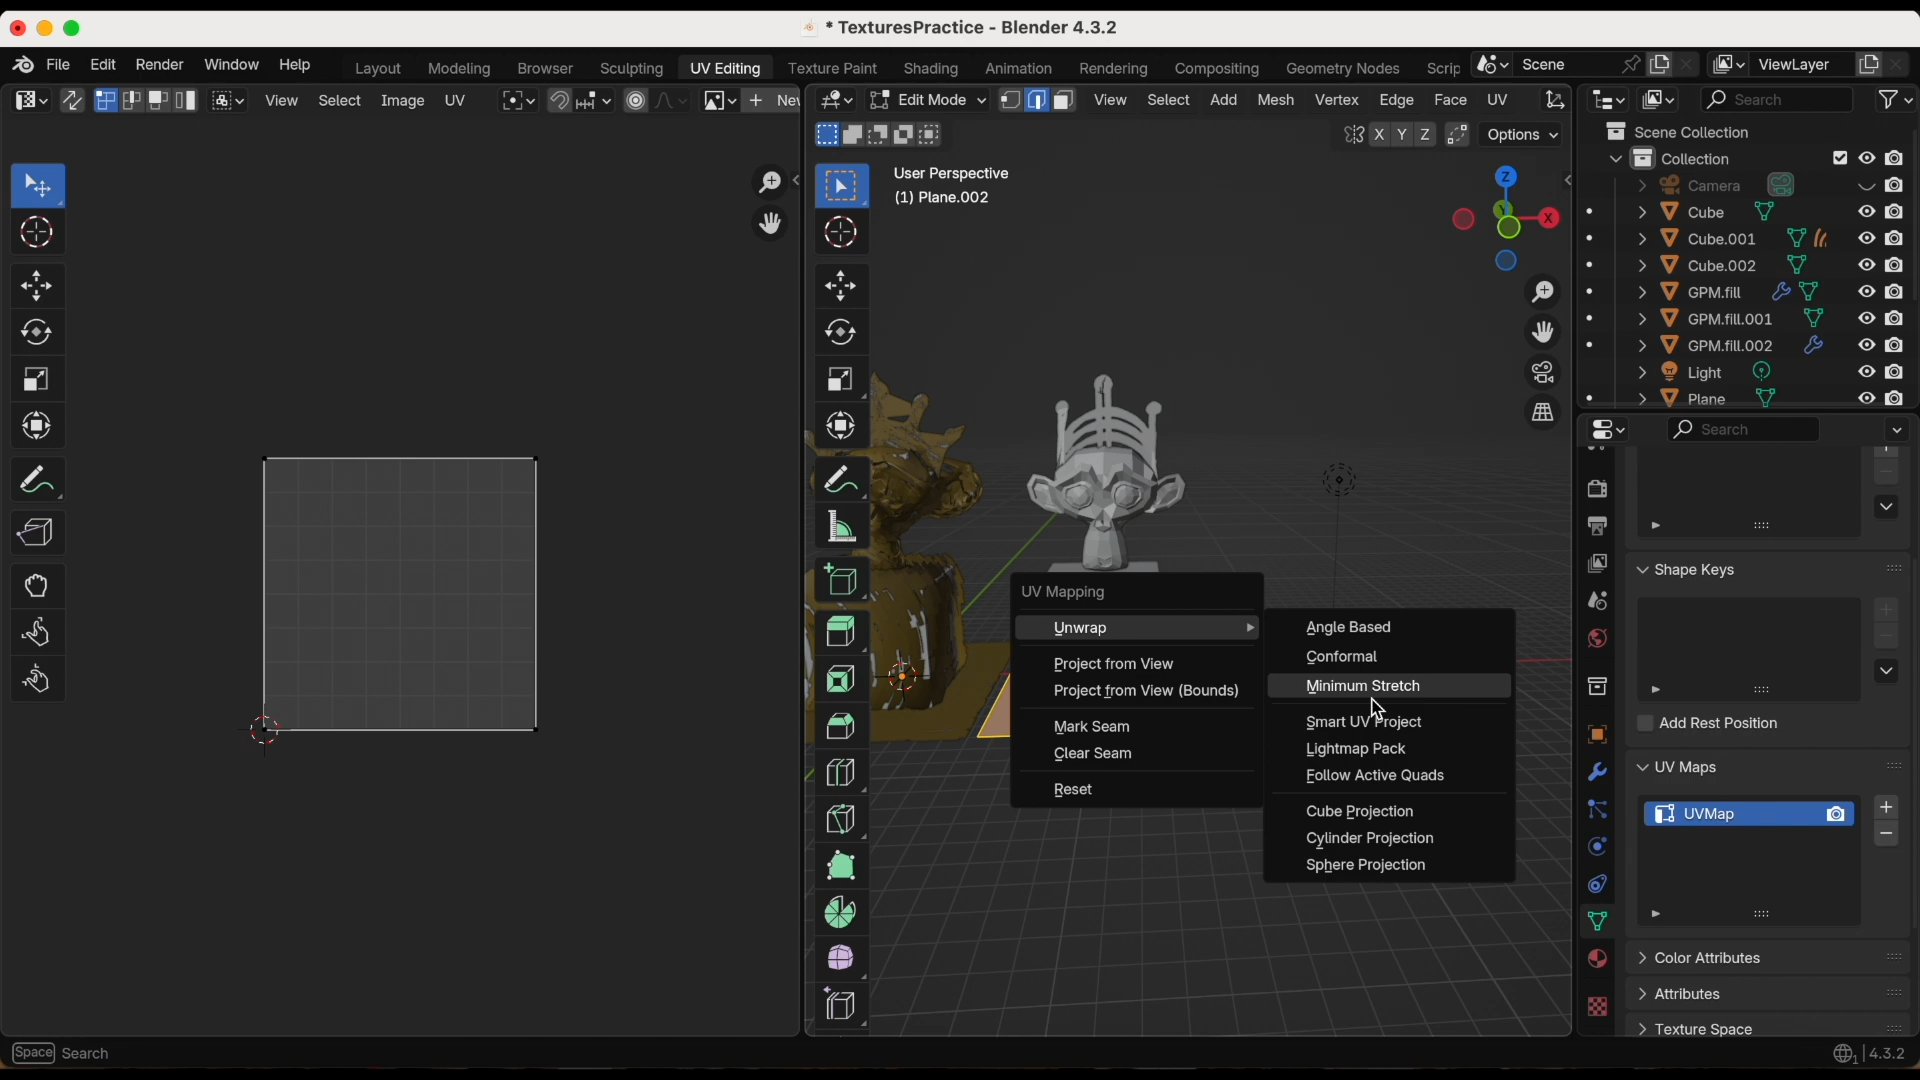 * TexturesPractice - Blender 4.3.2
File Edit Render Window Help Layout Modeling Browser Sculpting UV Editing Texture Paint Shading Animation Rendering Compositing Geometry Nodes Scrip Scene ViewLayer
View Select Image UV New
Edit Mode View Select Add Mesh Vertex Edge Face UV
Search
X Y Z Options
User Perspective
(1) Plane.002
Z
Y
X
Scene Collection
Collection
Camera
Cube
Cube.001
Cube.002
GPM.fill
GPM.fill.001
GPM.fill.002
Light
Plane
Search
UV Mapping
Unwrap
Project from View
Project from View (Bounds)
Mark Seam
Clear Seam
Reset
Angle Based
Conformal
Minimum Stretch
Smart UV Project
Lightmap Pack
Follow Active Quads
Cube Projection
Cylinder Projection
Sphere Projection
Shape Keys
Add Rest Position
UV Maps
UVMap
Color Attributes
Attributes
Texture Space
Space Search
1 4.3.2